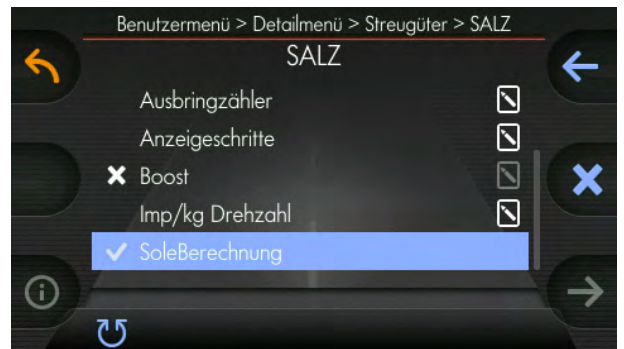 Benutzermenü > Detailmenü > Streugüter > SALZ
SALZ
Ausbringzähler
Anzeigeschritte
Boost
Imp/kg Drehzahl
SoleBerechnung